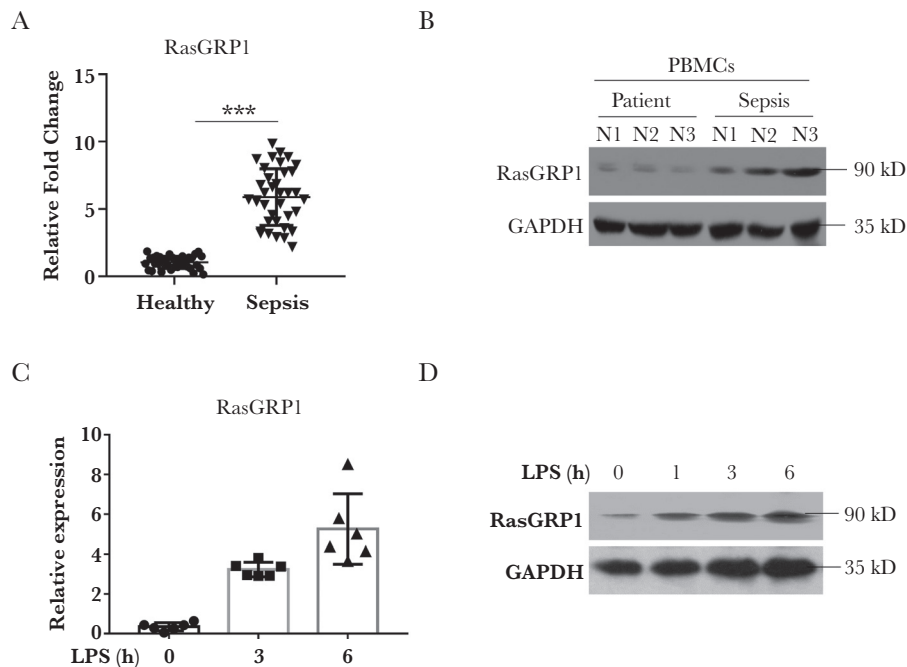 A
RasGRP1
Relative Fold Change
15
10
5
0
***
Healthy Sepsis
B
PBMCs
Patient Sepsis
N1 N2 N3 N1 N2 N3
RasGRP1 90 kD
GAPDH 35 kD
C
RasGRP1
Relative expression
10
8
6
4
2
0
LPS (h) 0 3 6
D
LPS (h) 0 1 3 6
RasGRP1 90 kD
GAPDH 35 kD